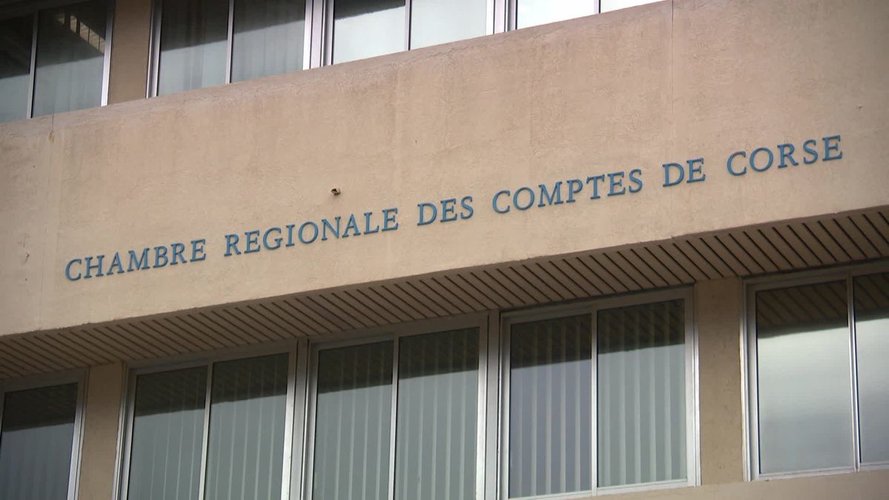 CHAMBRE REGIONALE DES COMPTES DE CORSE